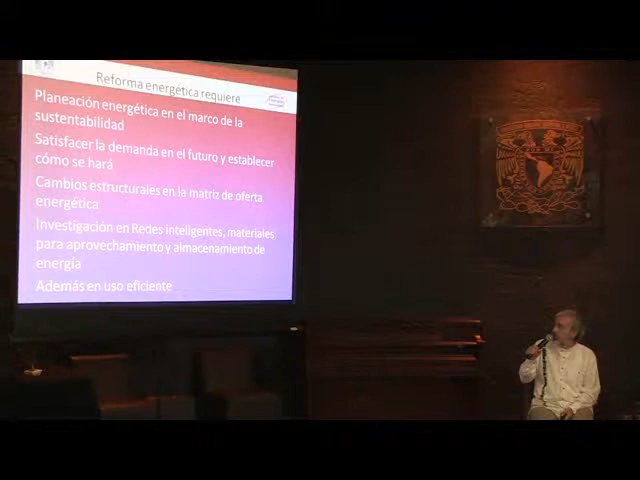 Reforma energética requiere
Planeación energética en el marco de la
sustentabilidad
Satisfacer la demanda en el futuro y establecer
cómo se hará
Cambios estructurales en la matriz de oferta
energética
Investigación en Redes inteligentes, materiales
para aprovechamiento y almacenamiento de
energía
Además en uso eficiente